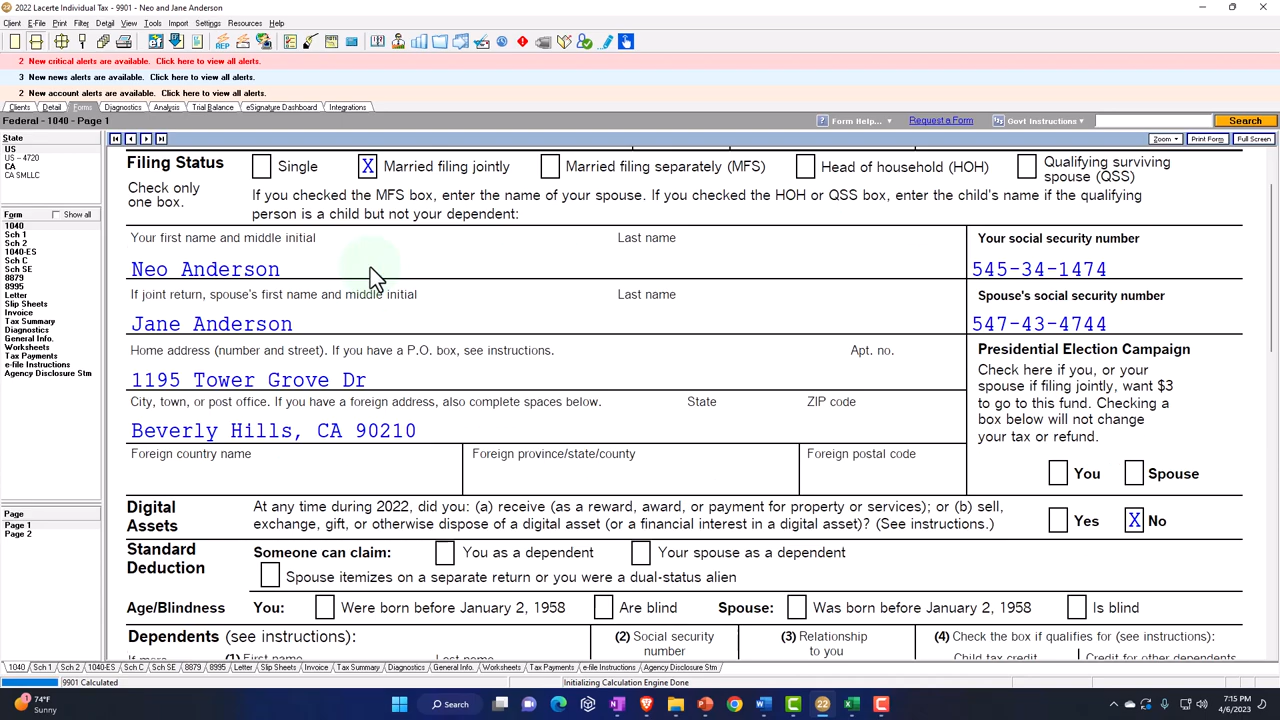 2022 Lacerte Individual Tax - 9901 - Neo and Jane Anderson
Client E-File Print Filter Detail View Tools Import Settings Resources Help
2 New critical alerts are available. Click here to view all alerts.
3 New news alerts are available. Click here to view all alerts.
2 New account alerts are available. Click here to view all alerts.
Clients Detail Forms Diagnostics Analysis Trial Balance eSignature Dashboard Integrations
Federal - 1040 - Page 1
Form Help... Request a Form Govt Instructions Search
Zoom Print Form Full Screen
State
US
US - 4720
CA
CA SMLLC
Form Show all
1040
Sch 1
Sch 2
1040-ES
Sch C
Sch SE
8879
8995
Letter
Slip Sheets
Invoice
Tax Summary
Diagnostics
General Info.
Worksheets
Tax Payments
e-file Instructions
Agency Disclosure Stm
Page
Page 1
Page 2
Filing Status
Check only
one box.
Single
X Married filing jointly
Married filing separately (MFS)
Head of household (HOH)
Qualifying surviving
spouse (QSS)
If you checked the MFS box, enter the name of your spouse. If you checked the HOH or QSS box, enter the child's name if the qualifying
person is a child but not your dependent:
Your first name and middle initial Last name Your social security number
Neo Anderson 545-34-1474
If joint return, spouse's first name and middle initial Last name Spouse's social security number
Jane Anderson 547-43-4744
Home address (number and street). If you have a P.O. box, see instructions. Apt. no.
1195 Tower Grove Dr
City, town, or post office. If you have a foreign address, also complete spaces below. State ZIP code
Beverly Hills, CA 90210
Foreign country name Foreign province/state/county Foreign postal code
Presidential Election Campaign
Check here if you, or your
spouse if filing jointly, want $3
to go to this fund. Checking a
box below will not change
your tax or refund.
You Spouse
Digital
Assets
At any time during 2022, did you: (a) receive (as a reward, award, or payment for property or services); or (b) sell,
exchange, gift, or otherwise dispose of a digital asset (or a financial interest in a digital asset)? (See instructions.)
Yes X No
Standard
Deduction
Someone can claim: You as a dependent Your spouse as a dependent
Spouse itemizes on a separate return or you were a dual-status alien
Age/Blindness You: Were born before January 2, 1958 Are blind Spouse: Was born before January 2, 1958 Is blind
Dependents (see instructions): (2) Social security (3) Relationship (4) Check the box if qualifies for (see instructions):
number to you
If more (1) First name Last name Child tax credit Credit for other dependents
1040 Sch 1 Sch 2 1040-ES Sch C Sch SE 8879 8995 Letter Slip Sheets Invoice Tax Summary Diagnostics General Info. Worksheets Tax Payments e-file Instructions Agency Disclosure Stm
9901 Calculated Initializing Calculation Engine Done
74°F
Sunny
Search
22
7:15 PM
4/6/2023